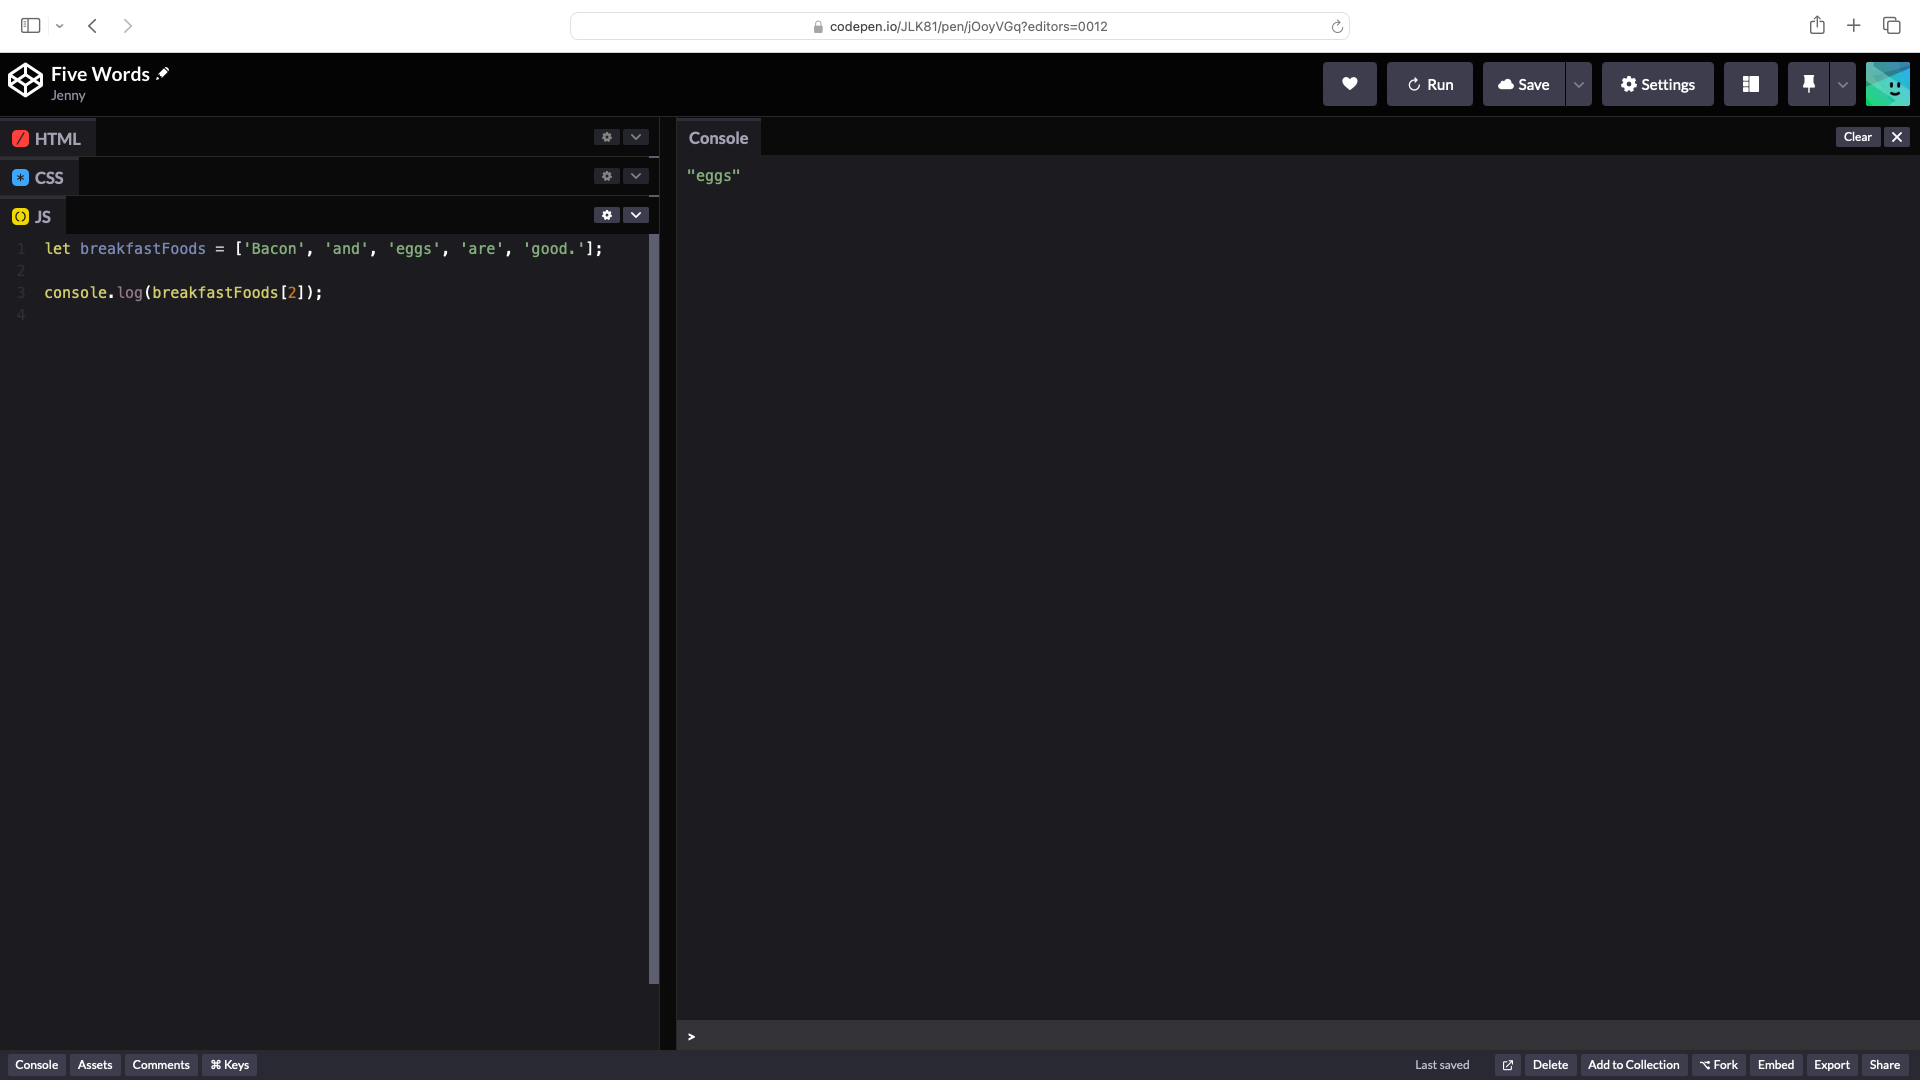 codepen.io/JLK81/pen/jOoyVGq?editors=0012
Five Words
Jenny
Run
Save
Settings
HTML
CSS
JS
1 let breakfastFoods = ['Bacon', 'and', 'eggs', 'are', 'good.'];
2
3 console.log(breakfastFoods[2]);
4
Console
Clear
"eggs"
>
Console Assets Comments ⌘ Keys
Last saved Delete Add to Collection Fork Embed Export Share